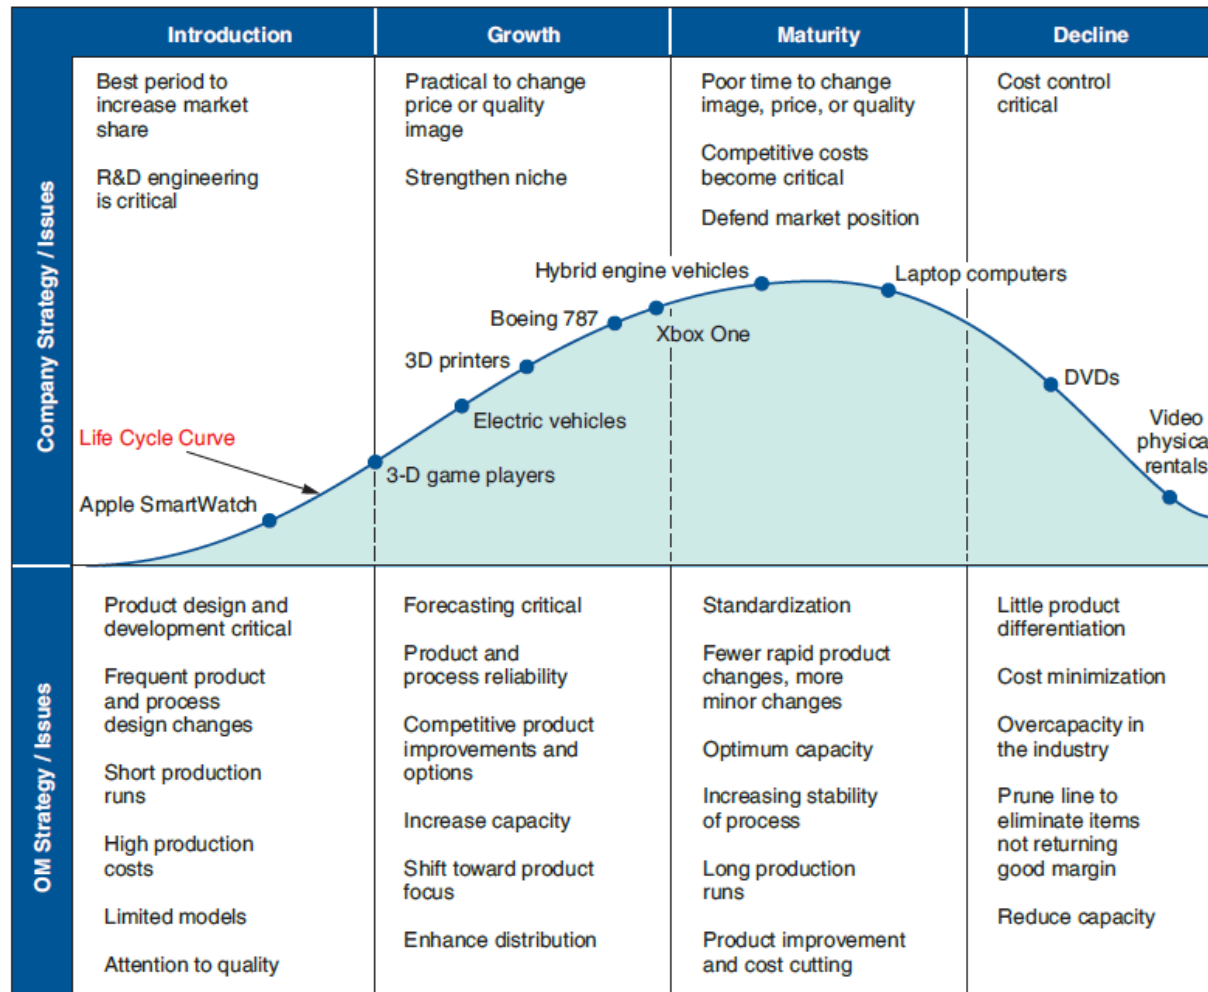 Introduction
Growth
Maturity
Decline
Company Strategy / Issues
Best period to
increase market
share
R&D engineering
is critical
Practical to change
price or quality
image
Strengthen niche
Poor time to change
image, price, or quality
Competitive costs
become critical
Defend market position
Cost control
critical
Hybrid engine vehicles
Laptop computers
Boeing 787
Xbox One
3D printers
DVDs
Electric vehicles
Video
physical
rentals
Life Cycle Curve
3-D game players
Apple SmartWatch
OM Strategy / Issues
Product design and
development critical
Frequent product
and process
design changes
Short production
runs
High production
costs
Limited models
Attention to quality
Forecasting critical
Product and
process reliability
Competitive product
improvements and
options
Increase capacity
Shift toward product
focus
Enhance distribution
Standardization
Fewer rapid product
changes, more
minor changes
Optimum capacity
Increasing stability
of process
Long production
runs
Product improvement
and cost cutting
Little product
differentiation
Cost minimization
Overcapacity in
the industry
Prune line to
eliminate items
not returning
good margin
Reduce capacity